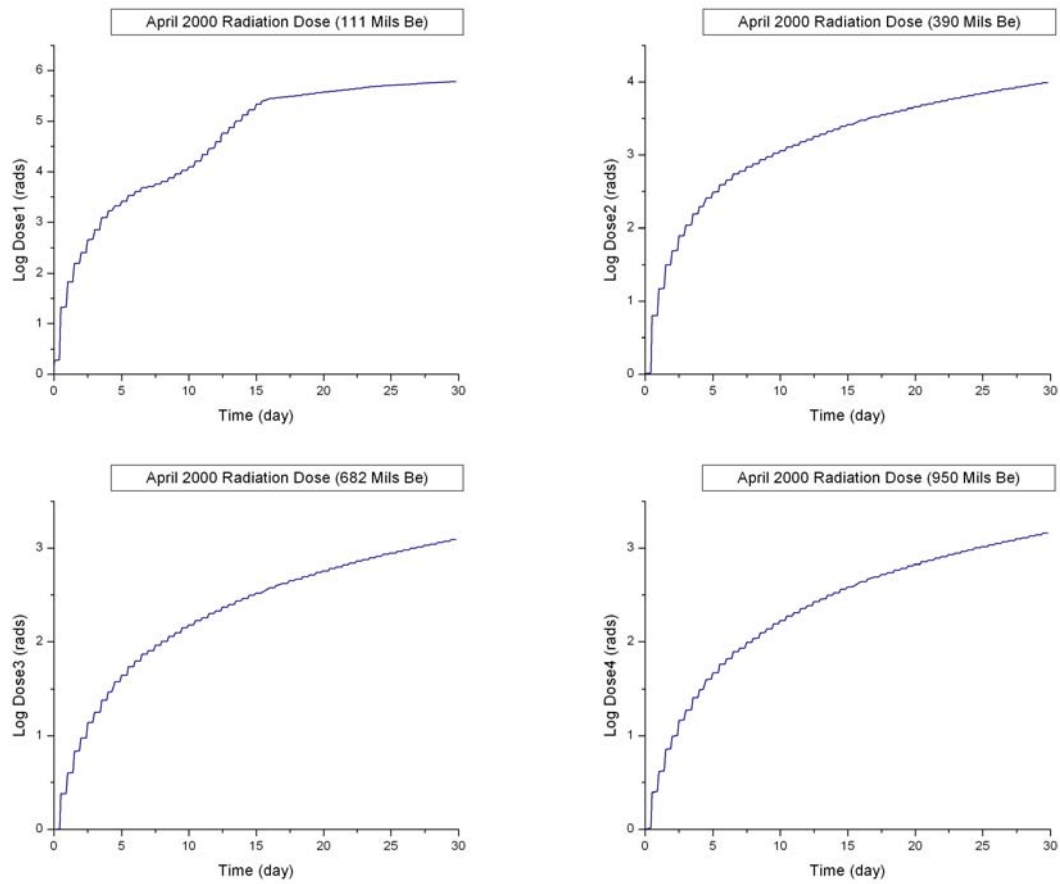 April 2000 Radiation Dose (111 Mils Be)
6
5
4
3
2
1
0
Log Dose1 (rads)
0 5 10 15 20 25 30
Time (day)
April 2000 Radiation Dose (390 Mils Be)
4
3
2
1
0
Log Dose2 (rads)
0 5 10 15 20 25 30
Time (day)
April 2000 Radiation Dose (682 Mils Be)
3
2
1
0
Log Dose3 (rads)
0 5 10 15 20 25 30
Time (day)
April 2000 Radiation Dose (950 Mils Be)
3
2
1
0
Log Dose4 (rads)
0 5 10 15 20 25 30
Time (day)